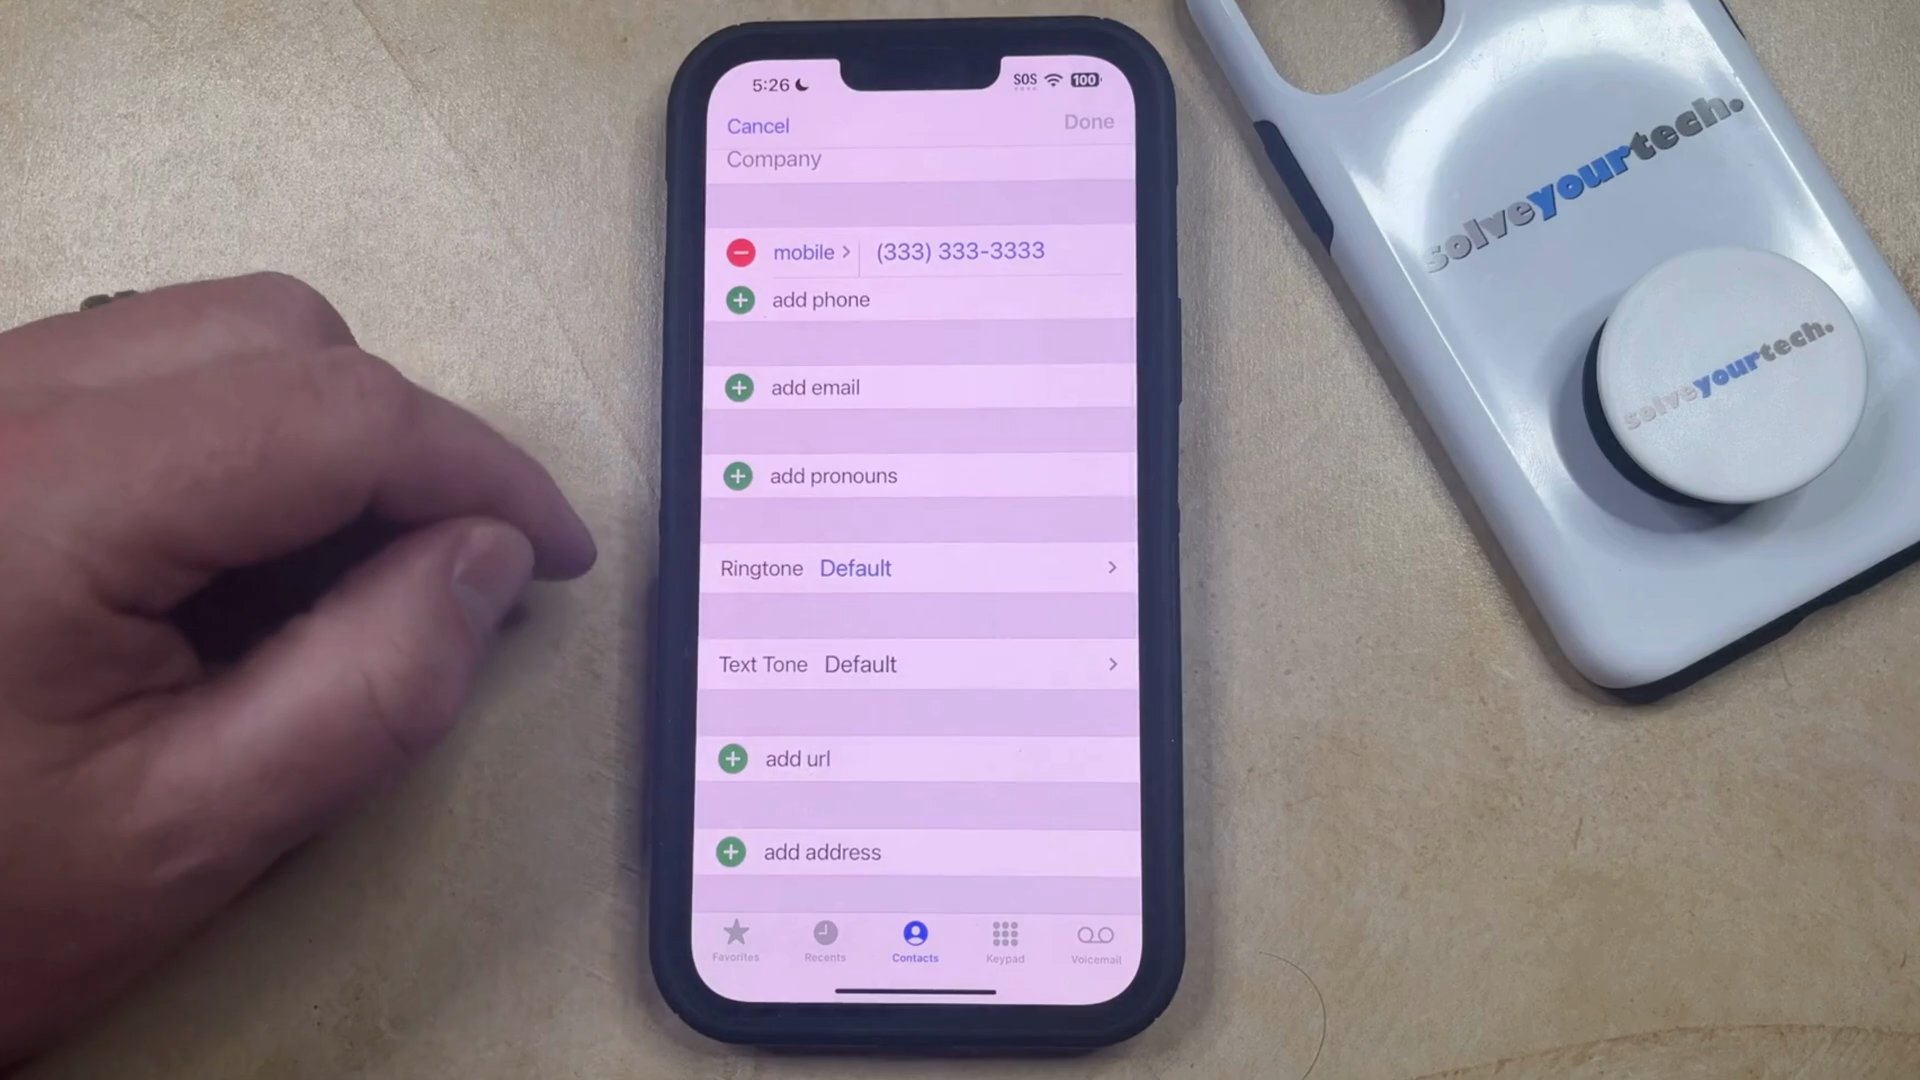 5:26
SOS
100
Cancel
Done
Company
mobile
(333) 333-3333
add phone
add email
add pronouns
Ringtone Default
Text Tone Default
add url
add address
Favorites
Recents
Contacts
Keypad
Voicemail
solveyourtech.
solveyourtech.